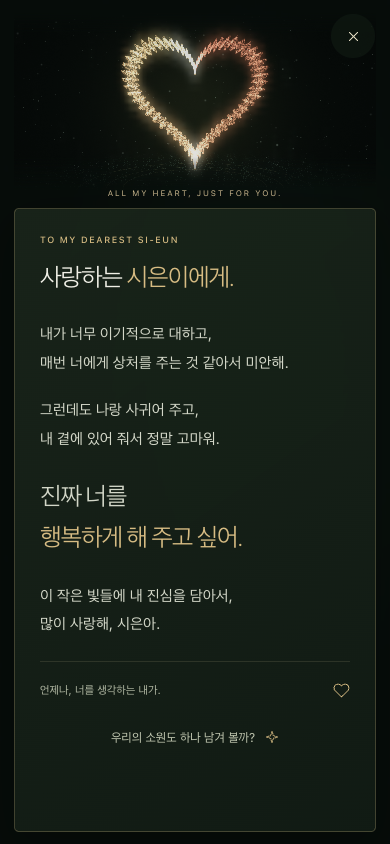 ALL MY HEART, JUST FOR YOU.
TO MY DEAREST SI-EUN
사랑하는 시은이에게.
내가 너무 이기적으로 대하고,
매번 너에게 상처를 주는 것 같아서 미안해.
그런데도 나랑 사귀어 주고,
내 곁에 있어 줘서 정말 고마워.
진짜 너를
행복하게 해 주고 싶어.
이 작은 빛들에 내 진심을 담아서,
많이 사랑해, 시은아.
언제나, 너를 생각하는 내가.
우리의 소원도 하나 남겨 볼까?